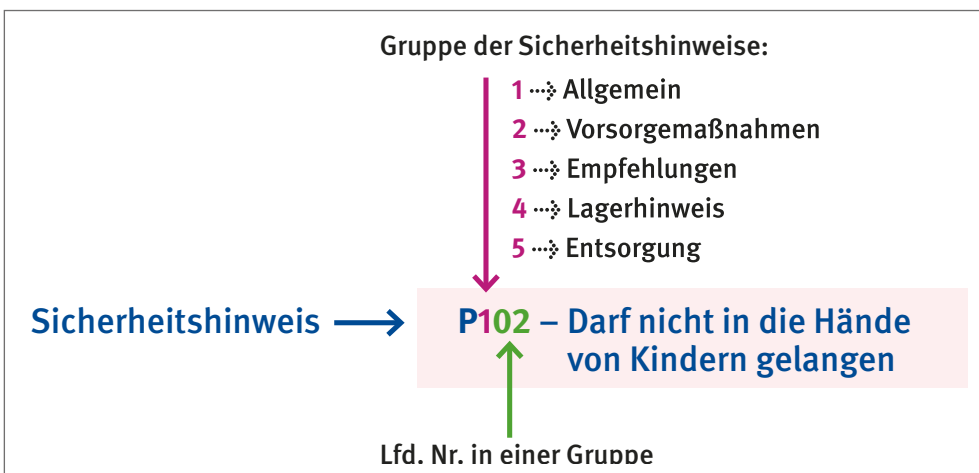 Gruppe der Sicherheitshinweise:
1 ···> Allgemein
2 ···> Vorsorgemaßnahmen
3 ···> Empfehlungen
4 ···> Lagerhinweis
5 ···> Entsorgung
Sicherheitshinweis → P102 – Darf nicht in die Hände
von Kindern gelangen
Lfd. Nr. in einer Gruppe